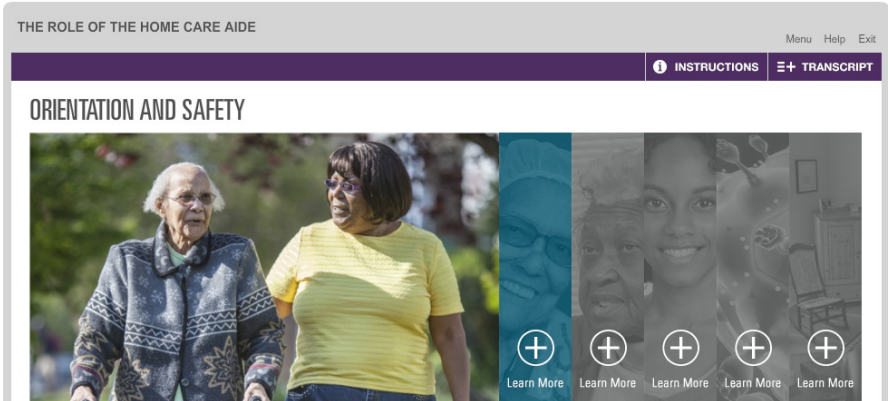 THE ROLE OF THE HOME CARE AIDE
Menu Help Exit
i INSTRUCTIONS TRANSCRIPT
ORIENTATION AND SAFETY
Learn More Learn More Learn More Learn More Learn More